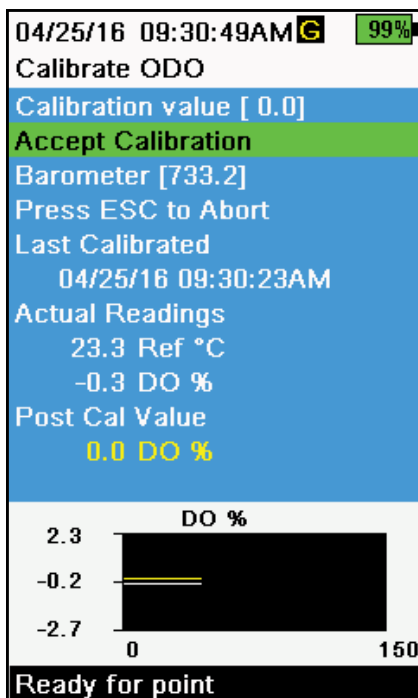 04/25/16 09:30:49AM G 99%
Calibrate ODO
Calibration value [ 0.0]
Accept Calibration
Barometer [733.2]
Press ESC to Abort
Last Calibrated
04/25/16 09:30:23AM
Actual Readings
23.3 Ref °C
-0.3 DO %
Post Cal Value
0.0 DO %
DO %
2.3
-0.2
-2.7
0 150
Ready for point